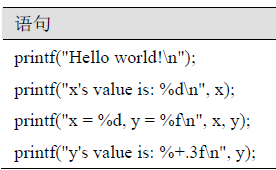 语句
printf("Hello world!\n");
printf("x's value is: %d\n", x);
printf("x = %d, y = %f\n", x, y);
printf("y's value is: %+.3f\n", y);